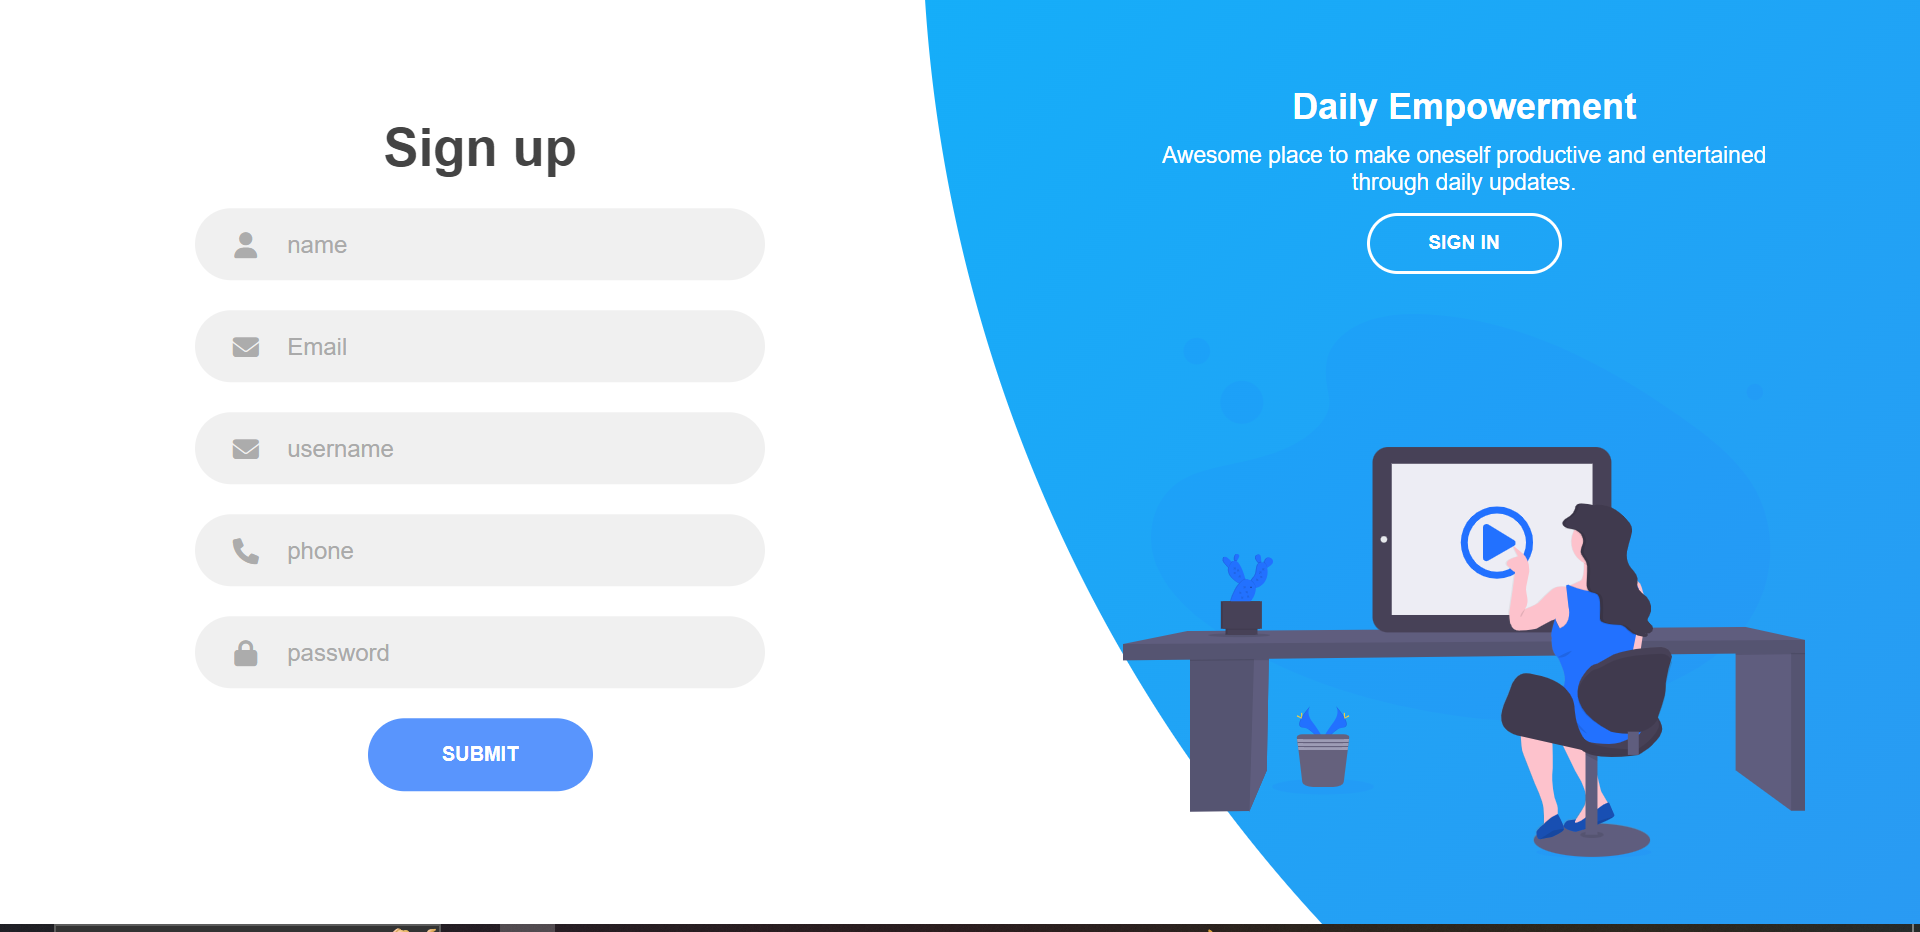 Sign up
name
Email
username
phone
password
SUBMIT
Daily Empowerment
Awesome place to make oneself productive and entertained
through daily updates.
SIGN IN